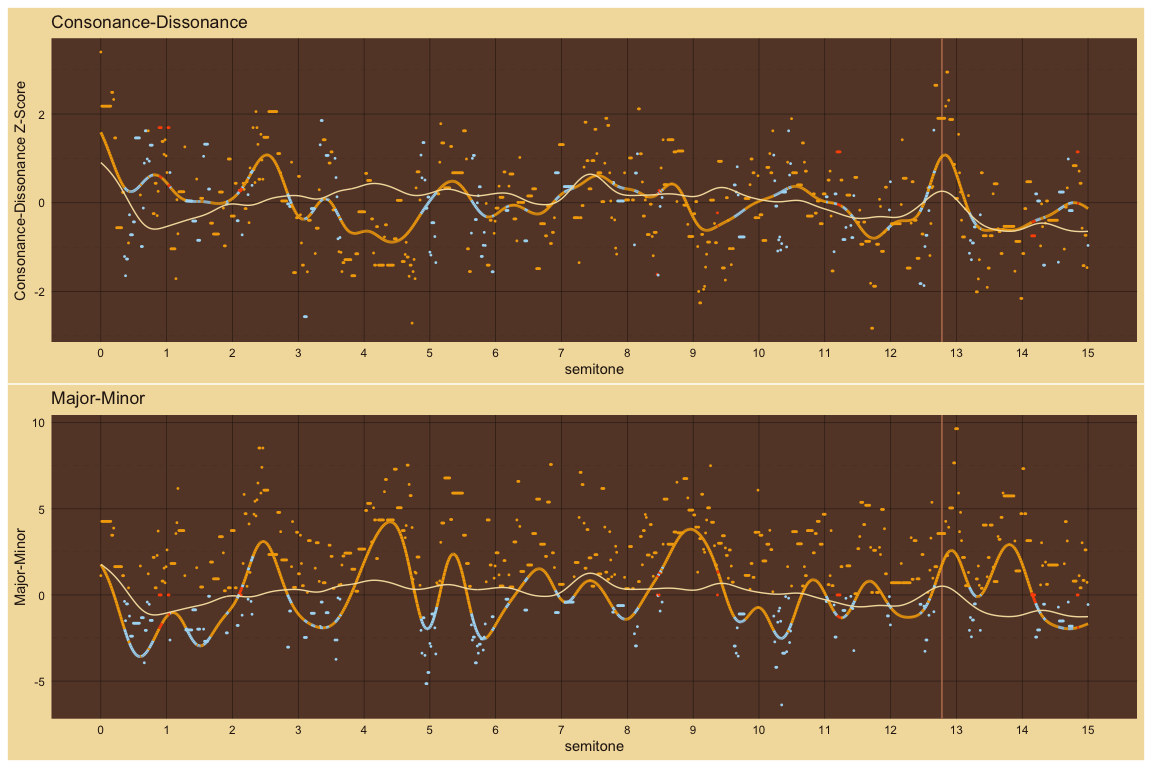 Consonance-Dissonance
Consonance-Dissonance Z-Score
2
0
-2
0 1 2 3 4 5 6 7 8 9 10 11 12 13 14 15
semitone
Major-Minor
Major-Minor
10
5
0
-5
0 1 2 3 4 5 6 7 8 9 10 11 12 13 14 15
semitone